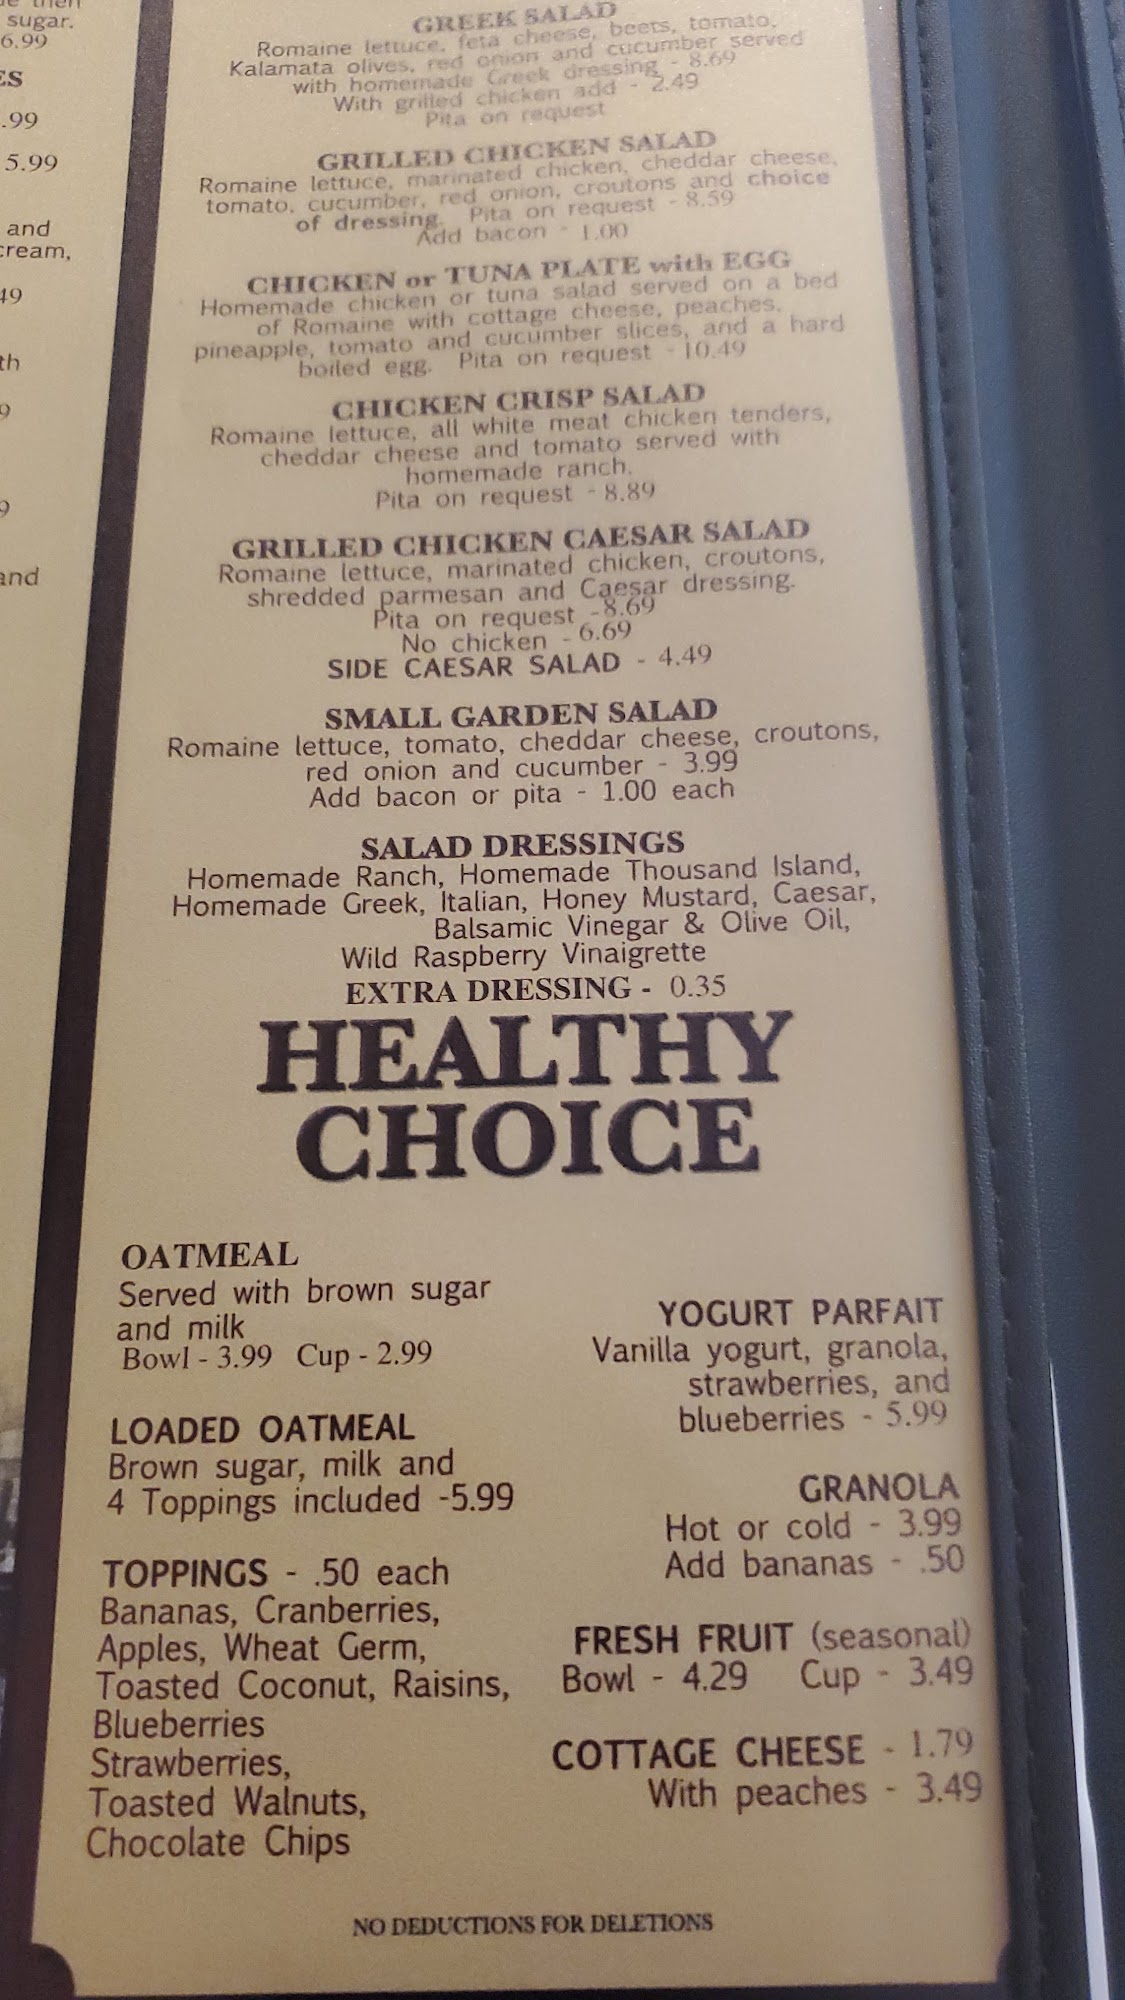 sugar.
6.99
ES
.99
5.99
and
cream,
49
th
9
9
and
GREEK SALAD
Romaine lettuce, feta cheese, beets, tomato,
Kalamata olives, red onion and cucumber served
with homemade Greek dressing - 8.69
With grilled chicken add - 2.49
Pita on request
GRILLED CHICKEN SALAD
Romaine lettuce, marinated chicken, cheddar cheese,
tomato, cucumber, red onion, croutons and choice
of dressing. Pita on request - 8.59
Add bacon - 1.00
CHICKEN or TUNA PLATE with EGG
Homemade chicken or tuna salad served on a bed
of Romaine with cottage cheese, peaches,
pineapple, tomato and cucumber slices, and a hard
boiled egg. Pita on request - 10.49
CHICKEN CRISP SALAD
Romaine lettuce, all white meat chicken tenders,
cheddar cheese and tomato served with
homemade ranch.
Pita on request - 8.89
GRILLED CHICKEN CAESAR SALAD
Romaine lettuce, marinated chicken, croutons,
shredded parmesan and Caesar dressing.
Pita on request -8.69
No chicken - 6.69
SIDE CAESAR SALAD - 4.49
SMALL GARDEN SALAD
Romaine lettuce, tomato, cheddar cheese, croutons,
red onion and cucumber - 3.99
Add bacon or pita - 1.00 each
SALAD DRESSINGS
Homemade Ranch, Homemade Thousand Island,
Homemade Greek, Italian, Honey Mustard, Caesar,
Balsamic Vinegar & Olive Oil,
Wild Raspberry Vinaigrette
EXTRA DRESSING - 0.35
HEALTHY
CHOICE
OATMEAL
Served with brown sugar
and milk
Bowl - 3.99 Cup - 2.99
LOADED OATMEAL
Brown sugar, milk and
4 Toppings included -5.99
TOPPINGS - .50 each
Bananas, Cranberries,
Apples, Wheat Germ,
Toasted Coconut, Raisins,
Blueberries
Strawberries,
Toasted Walnuts,
Chocolate Chips
YOGURT PARFAIT
Vanilla yogurt, granola,
strawberries, and
blueberries - 5.99
GRANOLA
Hot or cold - 3.99
Add bananas - .50
FRESH FRUIT (seasonal)
Bowl - 4.29 Cup - 3.49
COTTAGE CHEESE - 1.79
With peaches - 3.49
NO DEDUCTIONS FOR DELETIONS